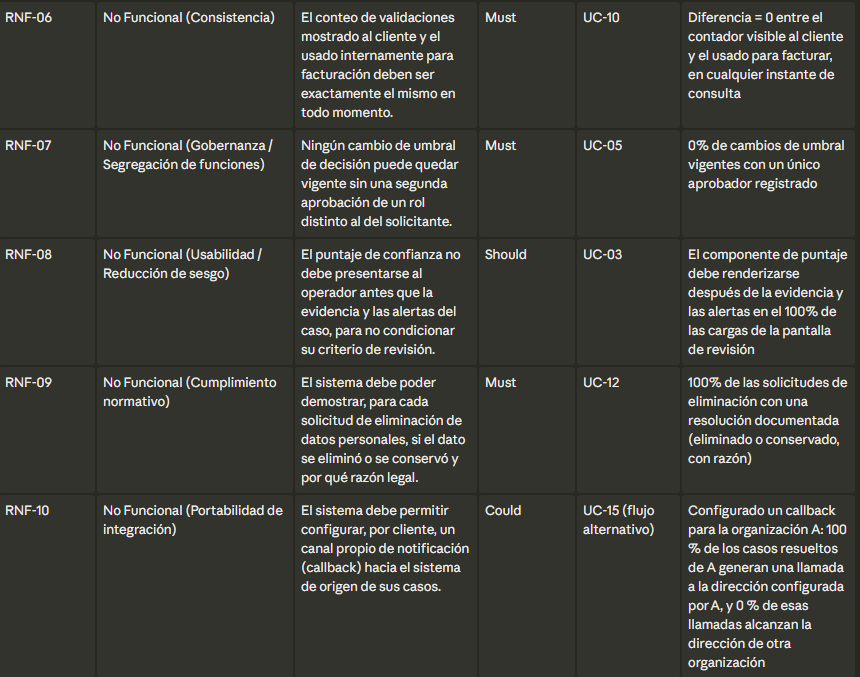 RNF-06
No Funcional (Consistencia)
El conteo de validaciones
mostrado al cliente y el
usado internamente para
facturación deben ser
exactamente el mismo en
todo momento.
Must
UC-10
Diferencia = 0 entre el
contador visible al cliente
y el usado para facturar,
en cualquier instante de
consulta
RNF-07
No Funcional (Gobernanza /
Segregación de funciones)
Ningún cambio de umbral
de decisión puede quedar
vigente sin una segunda
aprobación de un rol
distinto al del solicitante.
Must
UC-05
0% de cambios de umbral
vigentes con un único
aprobador registrado
RNF-08
No Funcional (Usabilidad /
Reducción de sesgo)
El puntaje de confianza no
debe presentarse al
operador antes que la
evidencia y las alertas del
caso, para no condicionar
su criterio de revisión.
Should
UC-03
El componente de puntaje
debe renderizarse
después de la evidencia y
las alertas en el 100% de
las cargas de la pantalla
de revisión
RNF-09
No Funcional (Cumplimiento
normativo)
El sistema debe poder
demostrar, para cada
solicitud de eliminación de
datos personales, si el dato
se eliminó o se conservó y
por qué razón legal.
Must
UC-12
100% de las solicitudes de
eliminación con una
resolución documentada
(eliminado o conservado,
con razón)
RNF-10
No Funcional (Portabilidad de
integración)
El sistema debe permitir
configurar, por cliente, un
canal propio de notificación
(callback) hacia el sistema
de origen de sus casos.
Could
UC-15 (flujo
alternativo)
Configurado un callback
para la organización A: 100
% de los casos resueltos
de A generan una llamada
a la dirección configurada
por A, y 0 % de esas
llamadas alcanzan la
dirección de otra
organización